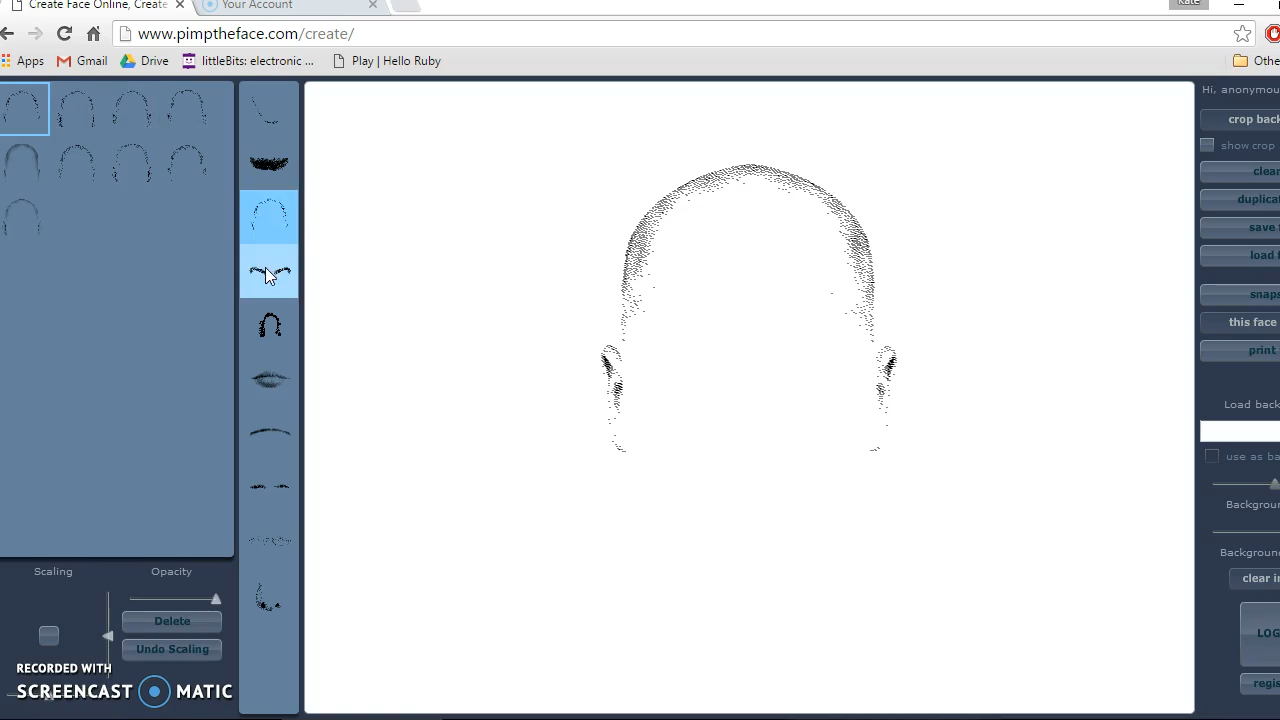 Create Face Online, Create
Your Account
Kate
www.pimptheface.com/create/
Apps
Gmail
Drive
littleBits: electronic ...
Play | Hello Ruby
Othe
Hi, anonymou
crop back
show crop
clear
duplicat
save f
load f
snaps
this face
print
Load back
use as ba
Backgroun
Background
clear i
LOG
regis
Scaling
Opacity
Delete
Undo Scaling
RECORDED WITH
SCREENCAST MATIC